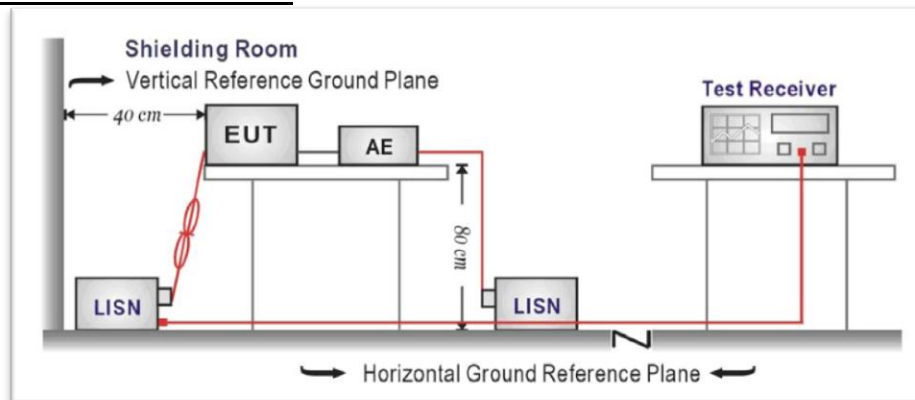 Shielding Room
Vertical Reference Ground Plane
40 cm
EUT
AE
Test Receiver
80 cm
LISN
LISN
Horizontal Ground Reference Plane